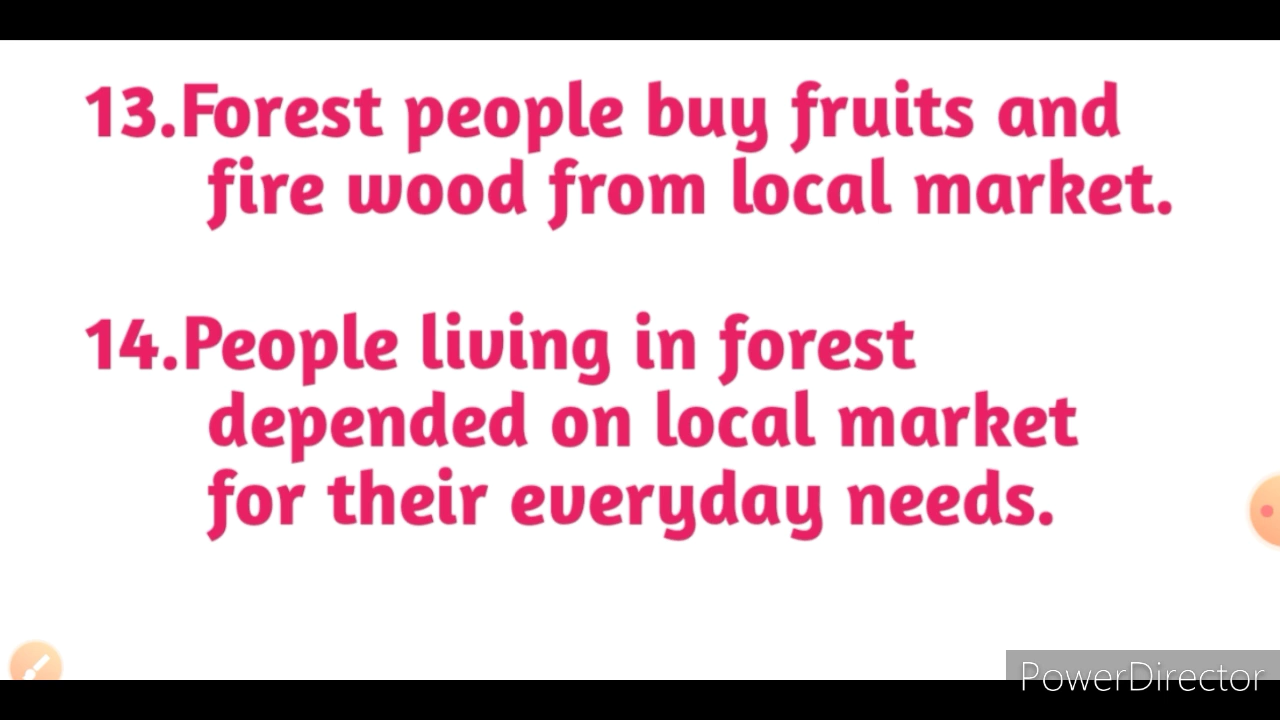 13.Forest people buy fruits and
fire wood from local market.
14.People living in forest
depended on local market
for their everyday needs.
PowerDirector